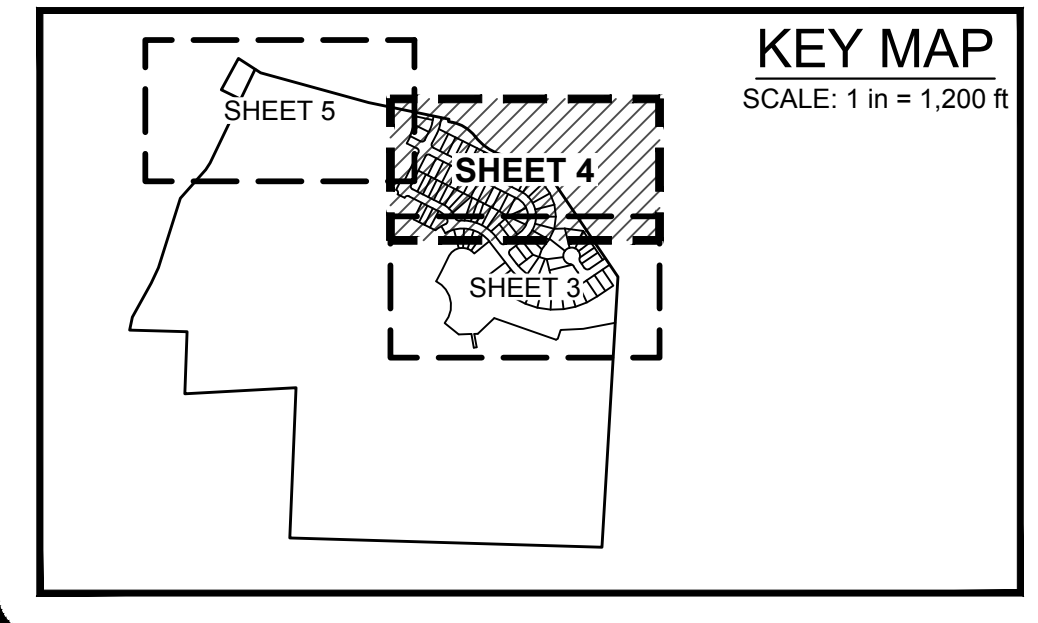 KEY MAP
SCALE: 1 in = 1,200 ft
SHEET 5
SHEET 4
SHEET 3